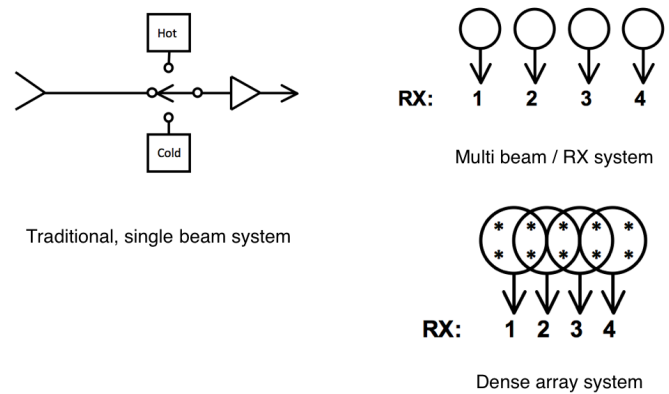 Hot
Cold
Traditional, single beam system
RX: 1 2 3 4
Multi beam / RX system
* * * * *
* * * * *
RX: 1 2 3 4
Dense array system